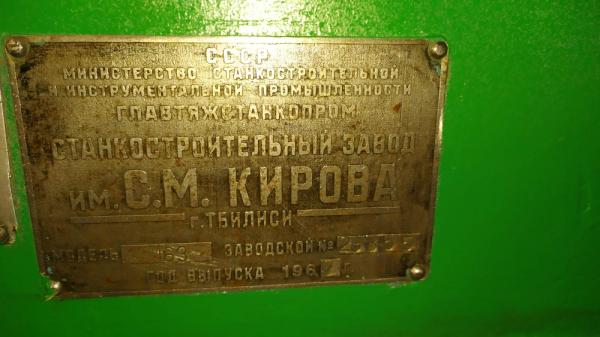 СССР
МИНИСТЕРСТВО СТАНКОСТРОИТЕЛЬНОЙ
И ИНСТРУМЕНТАЛЬНОЙ ПРОМЫШЛЕННОСТИ
ГЛАВТЯЖСТАНКОПРОМ
СТАНКОСТРОИТЕЛЬНЫЙ ЗАВОД
ИМ. С.М. КИРОВА
Г. ТБИЛИСИ
МОДЕЛЬ ЗАВОДСКОЙ №
ГОД ВЫПУСКА